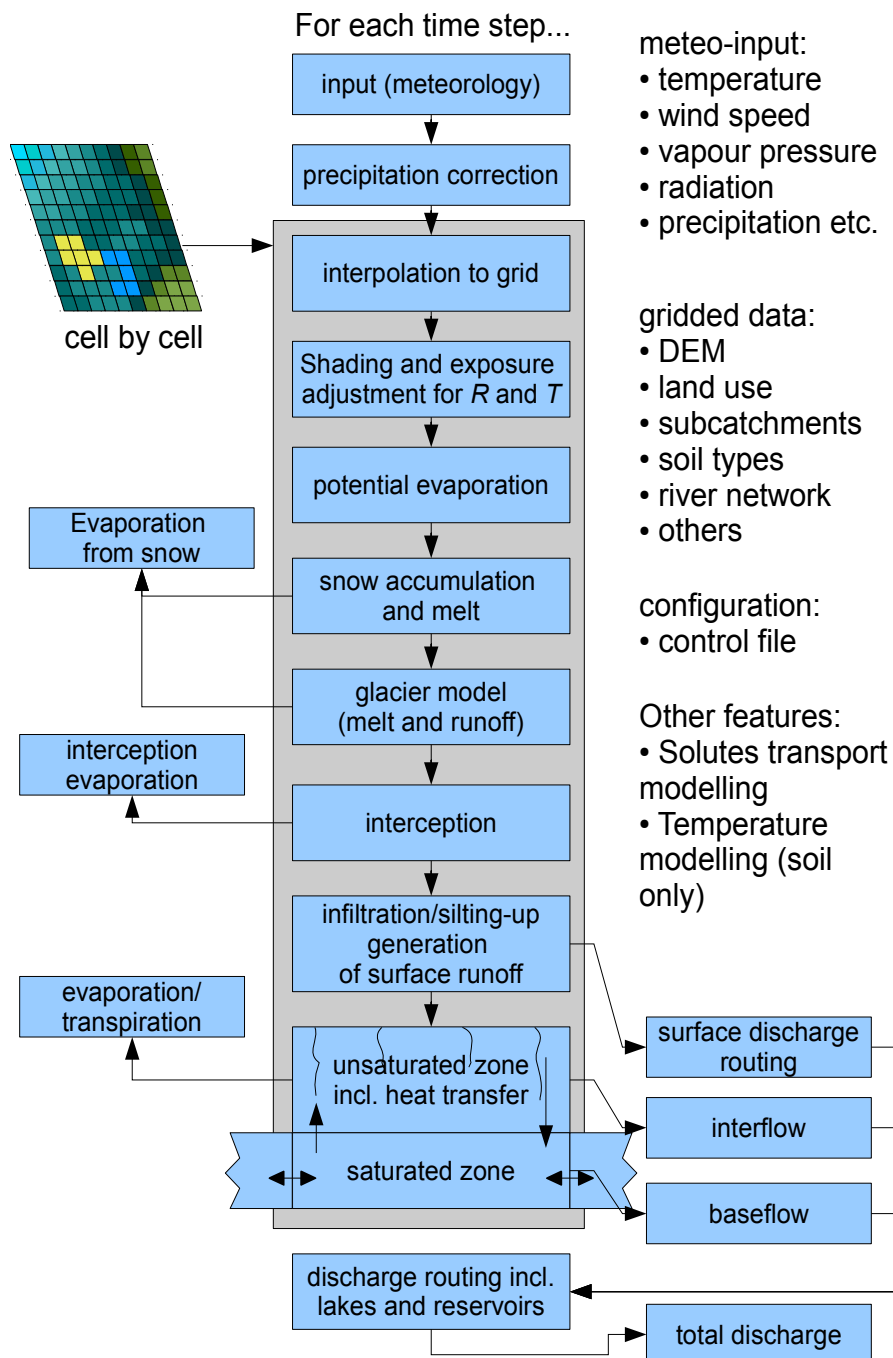 For each time step...
input (meteorology)
precipitation correction
cell by cell
interpolation to grid
Shading and exposure
adjustment for R and T
potential evaporation
Evaporation
from snow
snow accumulation
and melt
glacier model
(melt and runoff)
interception
evaporation
interception
infiltration/silting-up
generation
of surface runoff
evaporation/
transpiration
unsaturated zone
incl. heat transfer
saturated zone
surface discharge
routing
interflow
baseflow
discharge routing incl.
lakes and reservoirs
total discharge
meteo-input:
• temperature
• wind speed
• vapour pressure
• radiation
• precipitation etc.
gridded data:
• DEM
• land use
• subcatchments
• soil types
• river network
• others
configuration:
• control file
Other features:
• Solutes transport
modelling
• Temperature
modelling (soil
only)